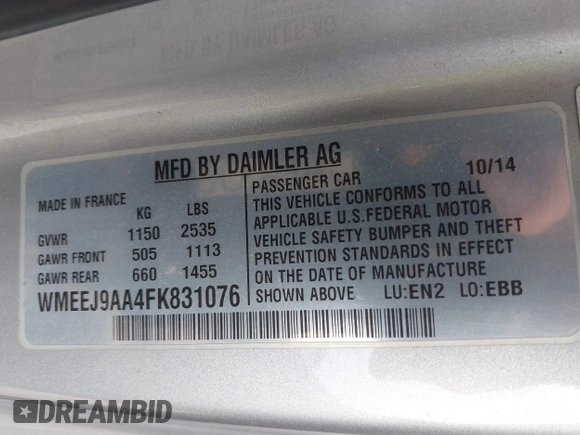 MFD BY DAIMLER AG
10/14
MADE IN FRANCE
KG LBS
GVWR 1150 2535
GAWR FRONT 505 1113
GAWR REAR 660 1455
WMEEJ9AA4FK831076
PASSENGER CAR
THIS VEHICLE CONFORMS TO ALL
APPLICABLE U.S.FEDERAL MOTOR
VEHICLE SAFETY BUMPER AND THEFT
PREVENTION STANDARDS IN EFFECT
ON THE DATE OF MANUFACTURE
SHOWN ABOVE LU:EN2 LO:EBB
DREAMBID